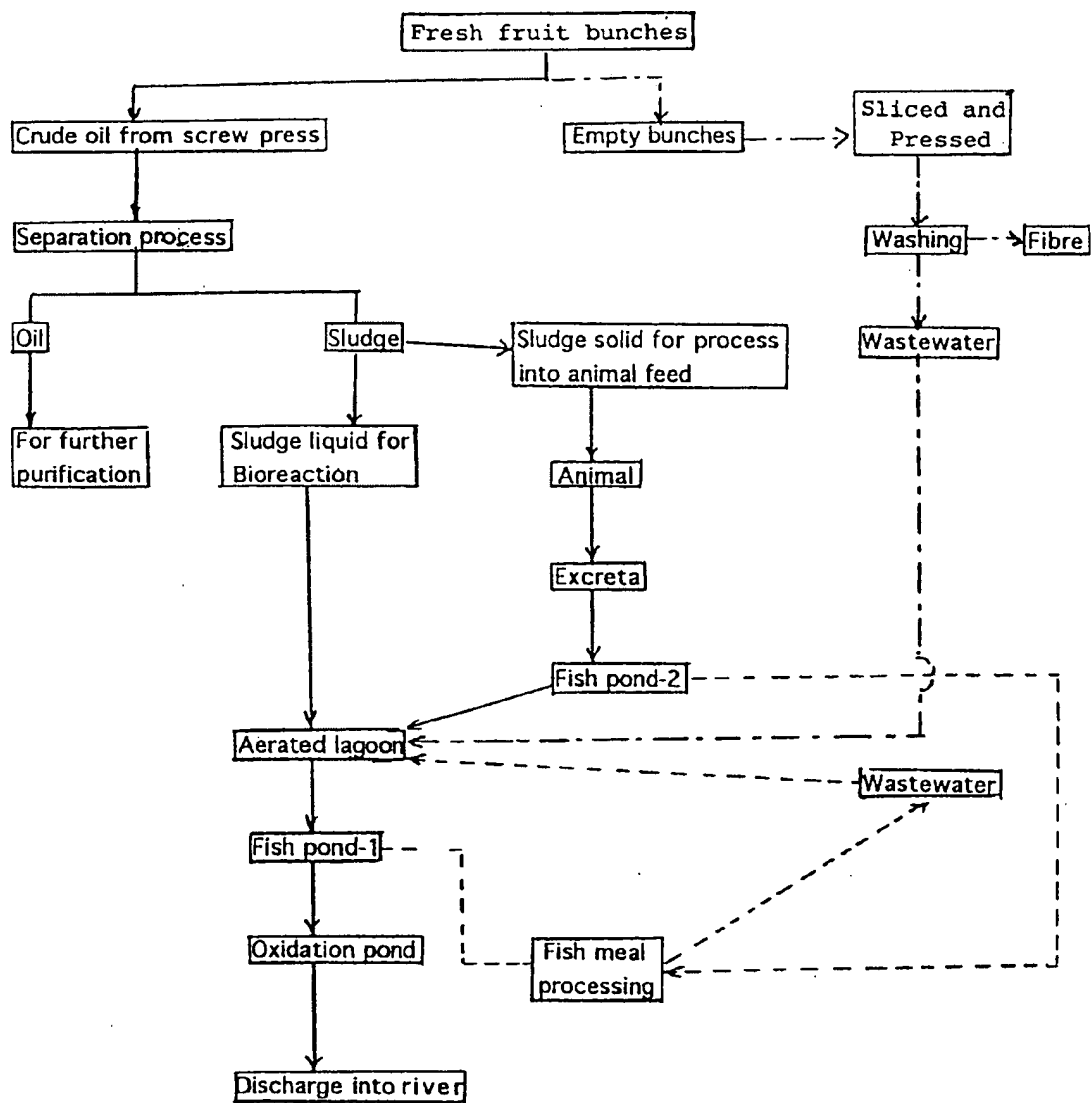 Fresh fruit bunches
Crude oil from screw press
Empty bunches
Sliced and
Pressed
Separation process
Washing
Fibre
Oil
Sludge
Sludge solid for process
into animal feed
Wastewater
For further
purification
Sludge liquid for
Bioreaction
Animal
Excreta
Fish pond-2
Aerated lagoon
Wastewater
Fish pond-1
Oxidation pond
Fish meal
processing
Discharge into river